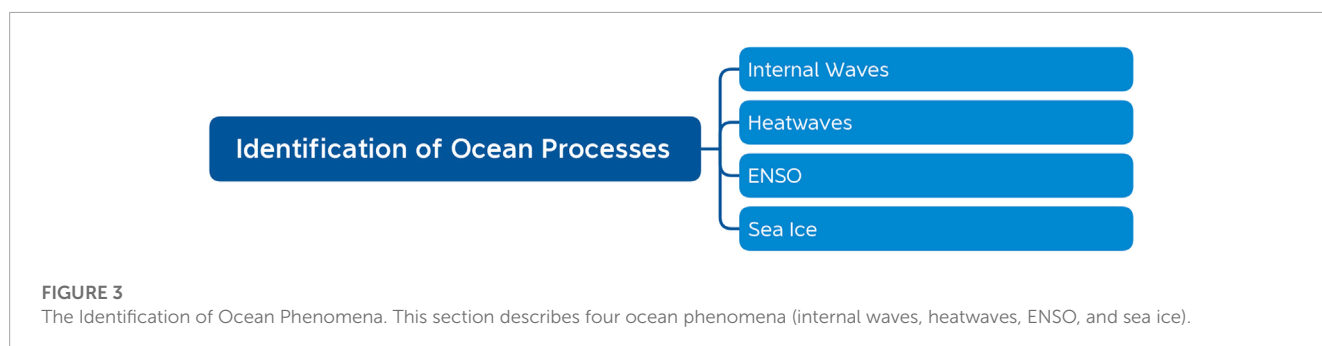 Identification of Ocean Processes
Internal Waves
Heatwaves
ENSO
Sea Ice
FIGURE 3
The Identification of Ocean Phenomena. This section describes four ocean phenomena (internal waves, heatwaves, ENSO, and sea ice).